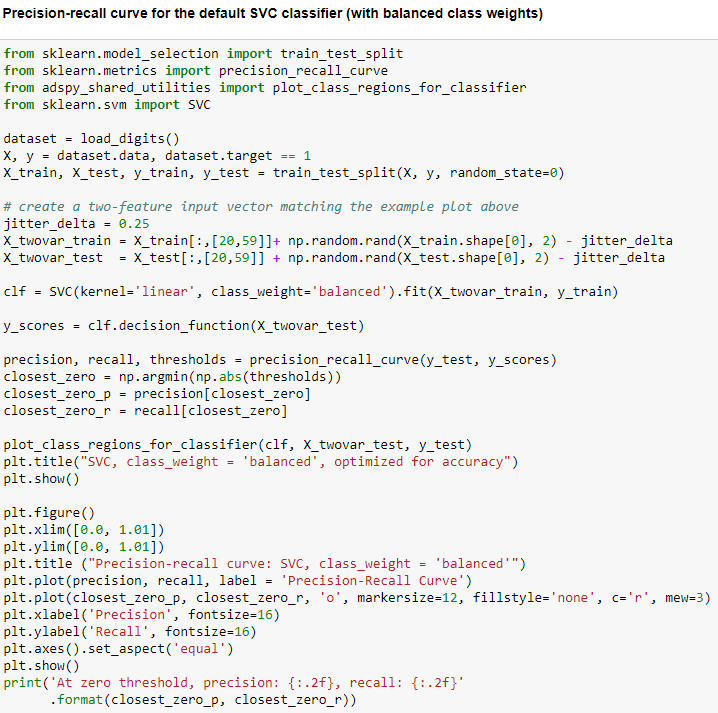 Precision-recall curve for the default SVC classifier (with balanced class weights)
from sklearn.model_selection import train_test_split
from sklearn.metrics import precision_recall_curve
from adspy_shared_utilities import plot_class_regions_for_classifier
from sklearn.svm import SVC

dataset = load_digits()
X, y = dataset.data, dataset.target == 1
X_train, X_test, y_train, y_test = train_test_split(X, y, random_state=0)

# create a two-feature input vector matching the example plot above
jitter_delta = 0.25
X_twovar_train = X_train[:,[20,59]]+ np.random.rand(X_train.shape[0], 2) - jitter_delta
X_twovar_test  = X_test[:,[20,59]] + np.random.rand(X_test.shape[0], 2) - jitter_delta

clf = SVC(kernel='linear', class_weight='balanced').fit(X_twovar_train, y_train)

y_scores = clf.decision_function(X_twovar_test)

precision, recall, thresholds = precision_recall_curve(y_test, y_scores)
closest_zero = np.argmin(np.abs(thresholds))
closest_zero_p = precision[closest_zero]
closest_zero_r = recall[closest_zero]

plot_class_regions_for_classifier(clf, X_twovar_test, y_test)
plt.title("SVC, class_weight = 'balanced', optimized for accuracy")
plt.show()

plt.figure()
plt.xlim([0.0, 1.01])
plt.ylim([0.0, 1.01])
plt.title ("Precision-recall curve: SVC, class_weight = 'balanced'")
plt.plot(precision, recall, label = 'Precision-Recall Curve')
plt.plot(closest_zero_p, closest_zero_r, 'o', markersize=12, fillstyle='none', c='r', mew=3)
plt.xlabel('Precision', fontsize=16)
plt.ylabel('Recall', fontsize=16)
plt.axes().set_aspect('equal')
plt.show()
print('At zero threshold, precision: {:.2f}, recall: {:.2f}'
      .format(closest_zero_p, closest_zero_r))